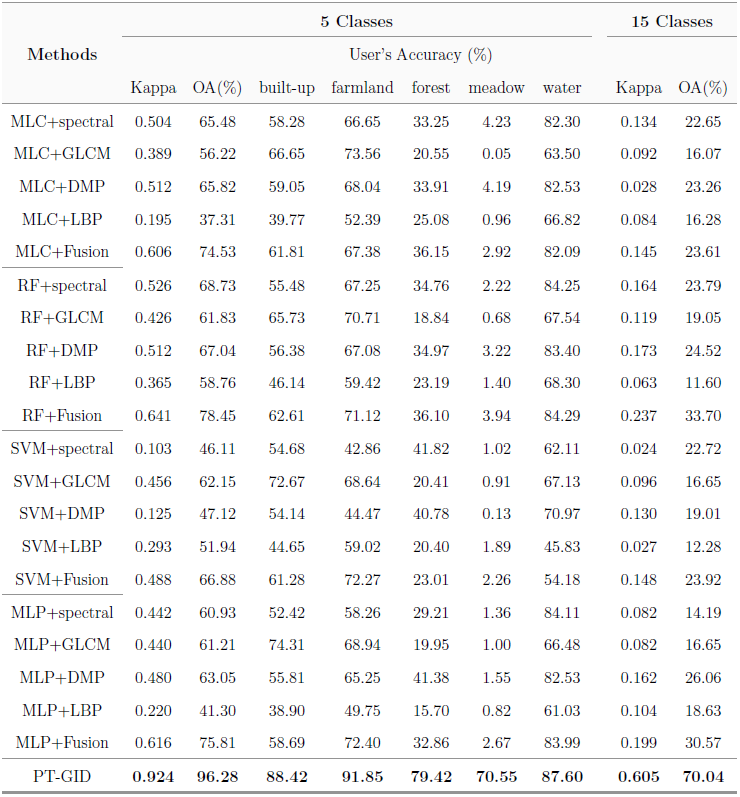 5 Classes 15 Classes
Methods User's Accuracy (%)
Kappa OA(%) built-up farmland forest meadow water Kappa OA(%)
MLC+spectral 0.504 65.48 58.28 66.65 33.25 4.23 82.30 0.134 22.65
MLC+GLCM 0.389 56.22 66.65 73.56 20.55 0.05 63.50 0.092 16.07
MLC+DMP 0.512 65.82 59.05 68.04 33.91 4.19 82.53 0.028 23.26
MLC+LBP 0.195 37.31 39.77 52.39 25.08 0.96 66.82 0.084 16.28
MLC+Fusion 0.606 74.53 61.81 67.38 36.15 2.92 82.09 0.145 23.61
RF+spectral 0.526 68.73 55.48 67.25 34.76 2.22 84.25 0.164 23.79
RF+GLCM 0.426 61.83 65.73 70.71 18.84 0.68 67.54 0.119 19.05
RF+DMP 0.512 67.04 56.38 67.08 34.97 3.22 83.40 0.173 24.52
RF+LBP 0.365 58.76 46.14 59.42 23.19 1.40 68.30 0.063 11.60
RF+Fusion 0.641 78.45 62.61 71.12 36.10 3.94 84.29 0.237 33.70
SVM+spectral 0.103 46.11 54.68 42.86 41.82 1.02 62.11 0.024 22.72
SVM+GLCM 0.456 62.15 72.67 68.64 20.41 0.91 67.13 0.096 16.65
SVM+DMP 0.125 47.12 54.14 44.47 40.78 0.13 70.97 0.130 19.01
SVM+LBP 0.293 51.94 44.65 59.02 20.40 1.89 45.83 0.027 12.28
SVM+Fusion 0.488 66.88 61.28 72.27 23.01 2.26 54.18 0.148 23.92
MLP+spectral 0.442 60.93 52.42 58.26 29.21 1.36 84.11 0.082 14.19
MLP+GLCM 0.440 61.21 74.31 68.94 19.95 1.00 66.48 0.082 16.65
MLP+DMP 0.480 63.05 55.81 65.25 41.38 1.55 82.53 0.162 26.06
MLP+LBP 0.220 41.30 38.90 49.75 15.70 0.82 61.03 0.104 18.63
MLP+Fusion 0.616 75.81 58.69 72.40 32.86 2.67 83.99 0.199 30.57
PT-GID 0.924 96.28 88.42 91.85 79.42 70.55 87.60 0.605 70.04